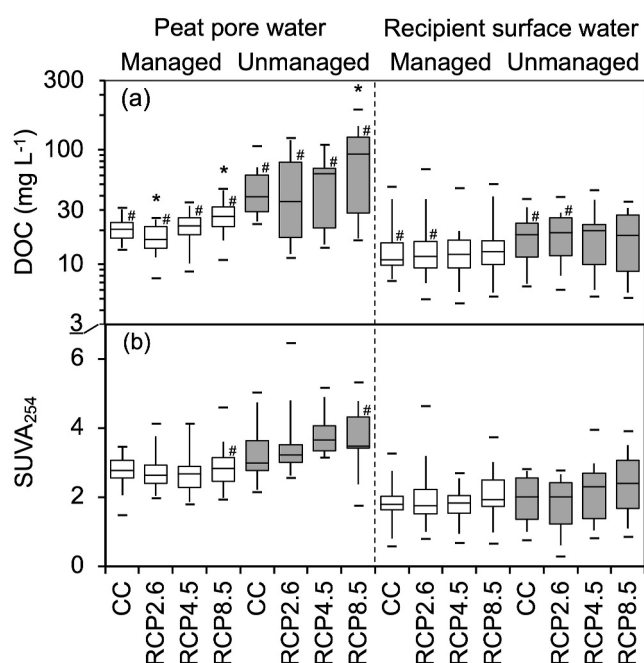 Peat pore water Recipient surface water
Managed Unmanaged Managed Unmanaged
300
(a)
*
#
100
DOC (mg L⁻¹)
# # #
* *
# # # #
30
# #
# #
10
3
(b)
6
SUVA₂₅₄
4
#
#
2
0
CC RCP2.6 RCP4.5 RCP8.5 CC RCP2.6 RCP4.5 RCP8.5 CC RCP2.6 RCP4.5 RCP8.5 CC RCP2.6 RCP4.5 RCP8.5